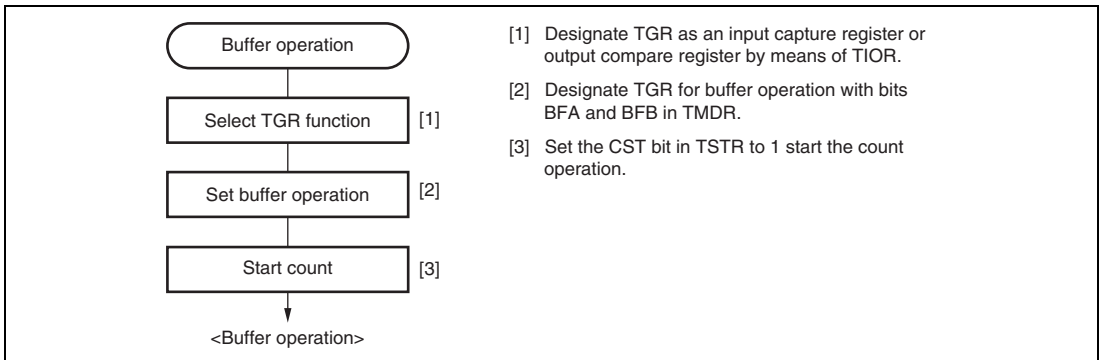 Buffer operation
Select TGR function
[1]
Set buffer operation
[2]
Start count
[3]
<Buffer operation>
[1] Designate TGR as an input capture register or
output compare register by means of TIOR.
[2] Designate TGR for buffer operation with bits
BFA and BFB in TMDR.
[3] Set the CST bit in TSTR to 1 start the count
operation.